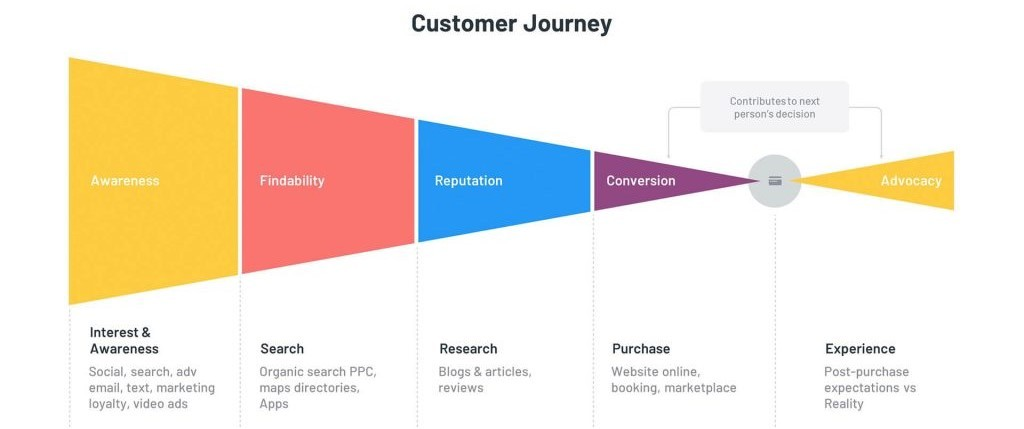 Customer Journey
Contributes to next
person's decision
Awareness
Findability
Reputation
Conversion
Advocacy
Interest &
Awareness
Social, search, adv
email, text, marketing
loyalty, video ads
Search
Organic search PPC,
maps directories,
Apps
Research
Blogs & articles,
reviews
Purchase
Website online,
booking, marketplace
Experience
Post-purchase
expectations vs
Reality